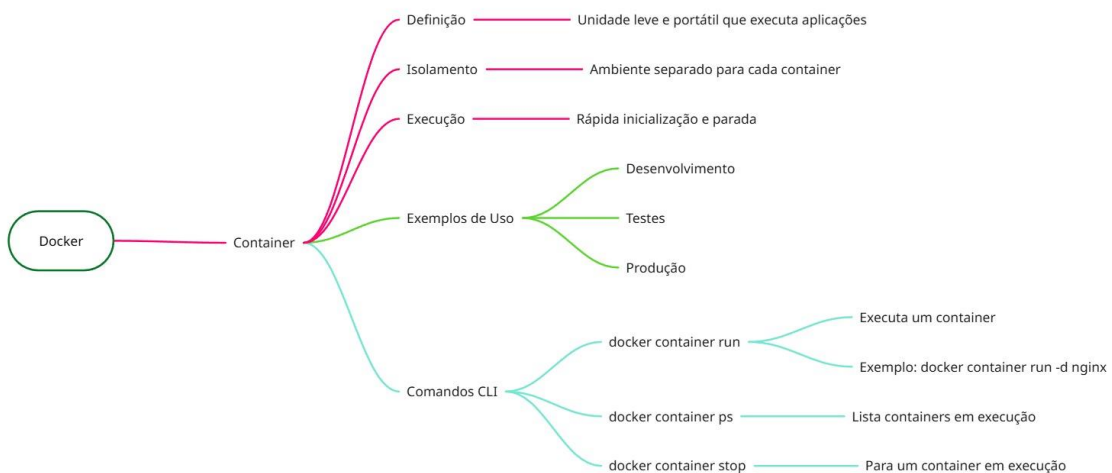 Docker
Container
Definição
Unidade leve e portátil que executa aplicações
Isolamento
Ambiente separado para cada container
Execução
Rápida inicialização e parada
Exemplos de Uso
Desenvolvimento
Testes
Produção
Comandos CLI
docker container run
Executa um container
Exemplo: docker container run -d nginx
docker container ps
Lista containers em execução
docker container stop
Para um container em execução